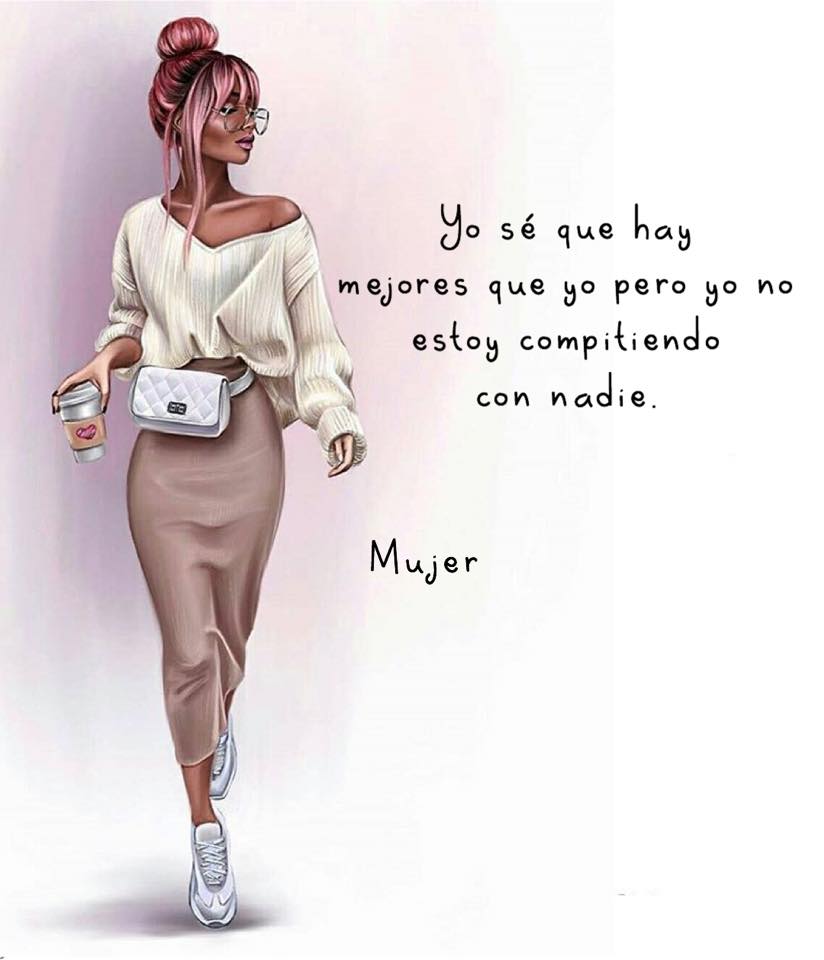 Yo sé que hay
mejores que yo pero yo no
estoy compitiendo
con nadie.
Mujer